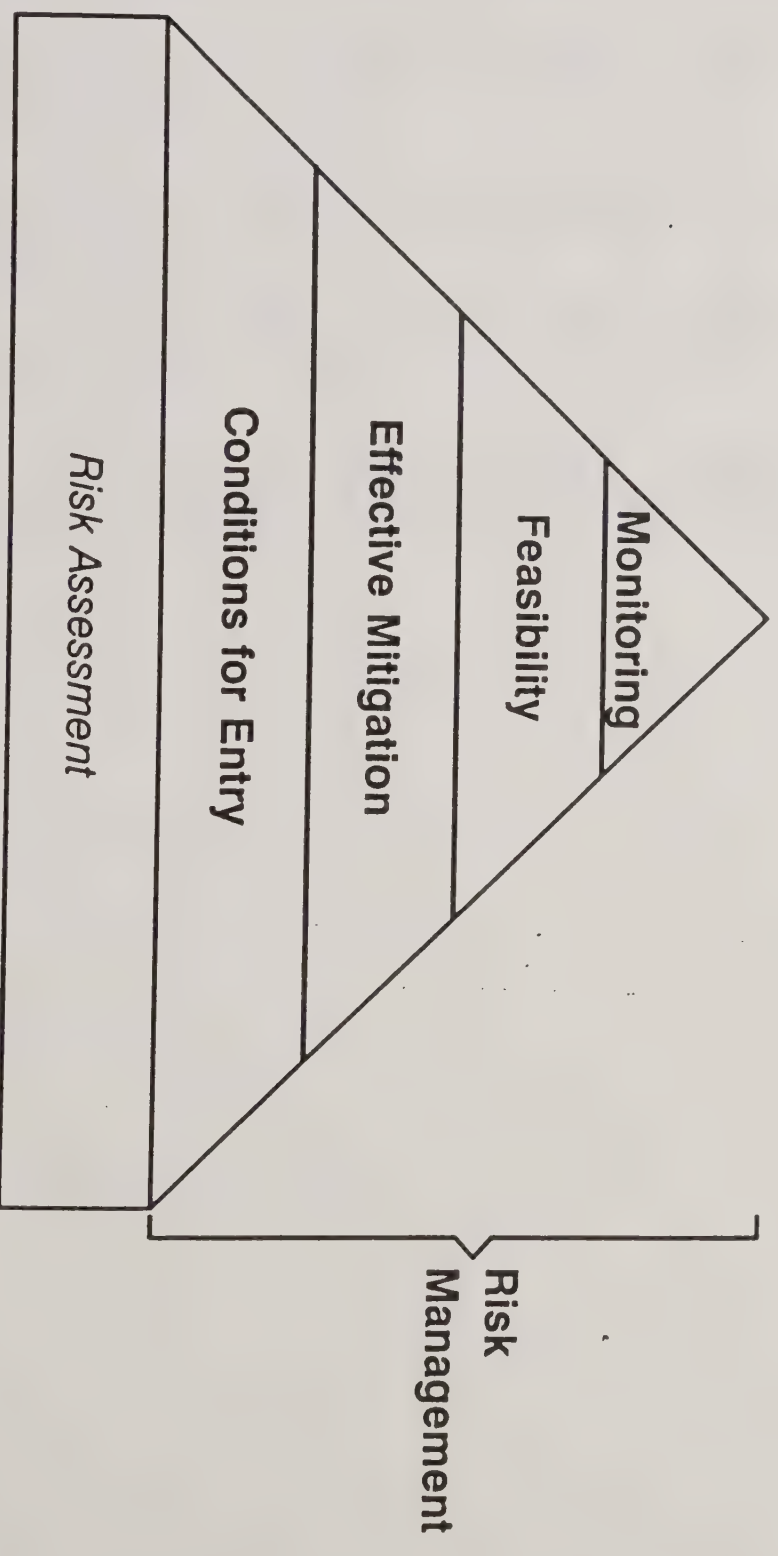 Monitoring
Feasibility
Effective Mitigation
Conditions for Entry
Risk Assessment
Risk
Management